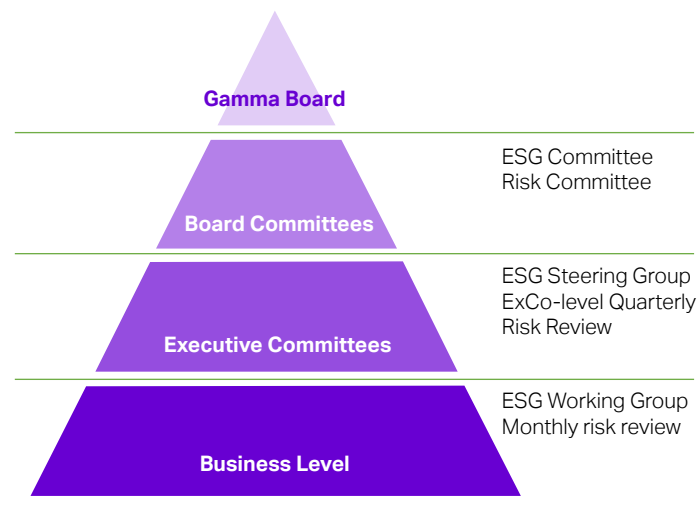 Gamma Board
ESG Committee
Risk Committee
Board Committees
ESG Steering Group
ExCo-level Quarterly
Risk Review
Executive Committees
ESG Working Group
Monthly risk review
Business Level